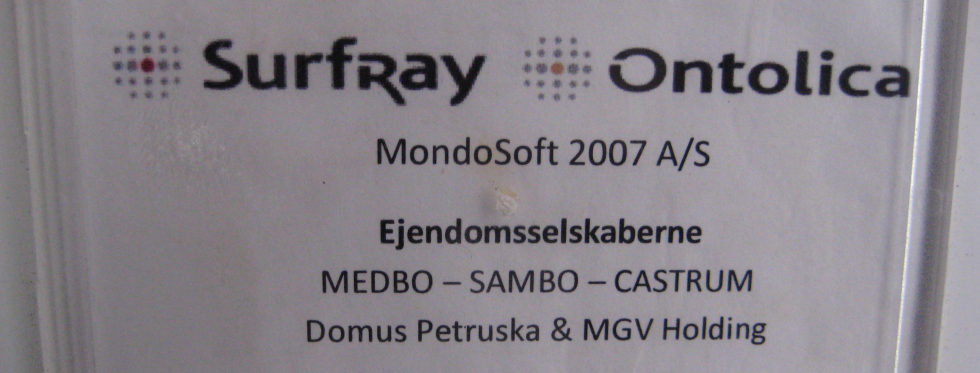 SurfRay Ontolica
MondoSoft 2007 A/S
Ejendomsselskaberne
MEDBO – SAMBO – CASTRUM
Domus Petruska & MGV Holding